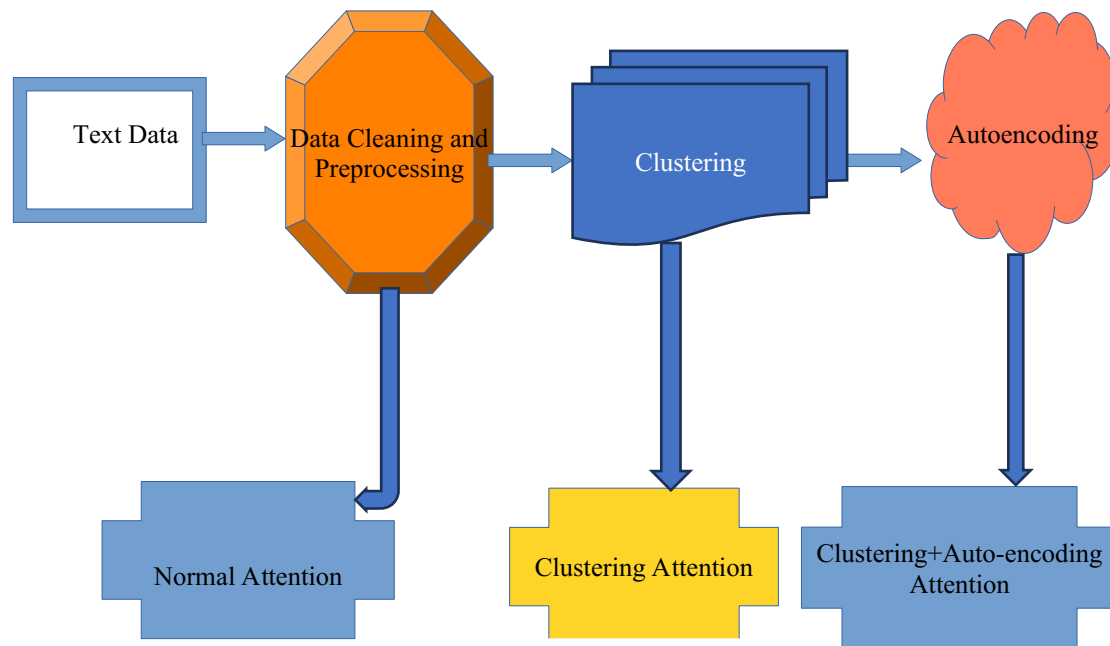 Text Data
Data Cleaning and
Preprocessing
Clustering
Autoencoding
Normal Attention
Clustering Attention
Clustering+Auto-encoding
Attention